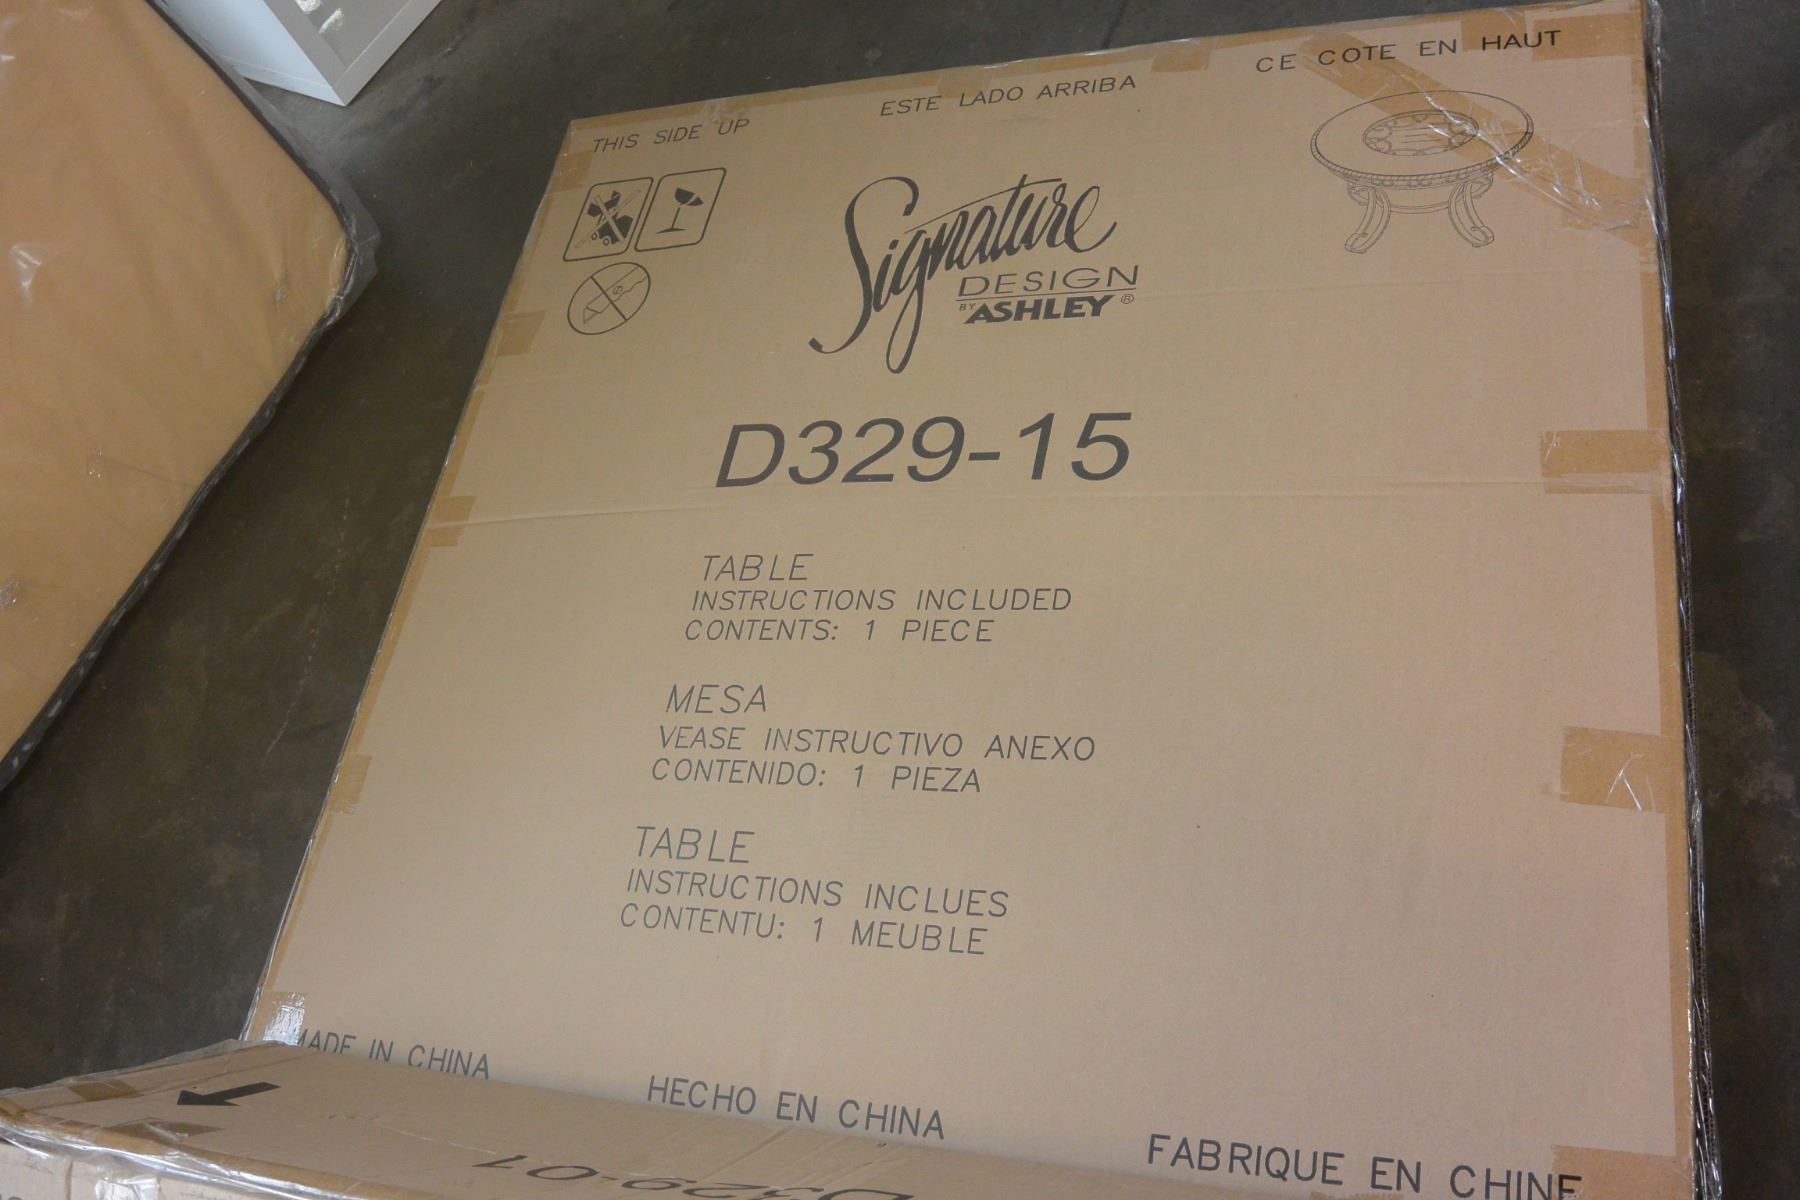 THIS SIDE UP
ESTE LADO ARRIBA
CE COTE EN HAUT
Signature
DESIGN
BY ASHLEY®
D329-15
TABLE
INSTRUCTIONS INCLUDED
CONTENTS: 1 PIECE
MESA
VEASE INSTRUCTIVO ANEXO
CONTENIDO: 1 PIEZA
TABLE
INSTRUCTIONS INCLUES
CONTENTU: 1 MEUBLE
MADE IN CHINA
HECHO EN CHINA
FABRIQUE EN CHINE